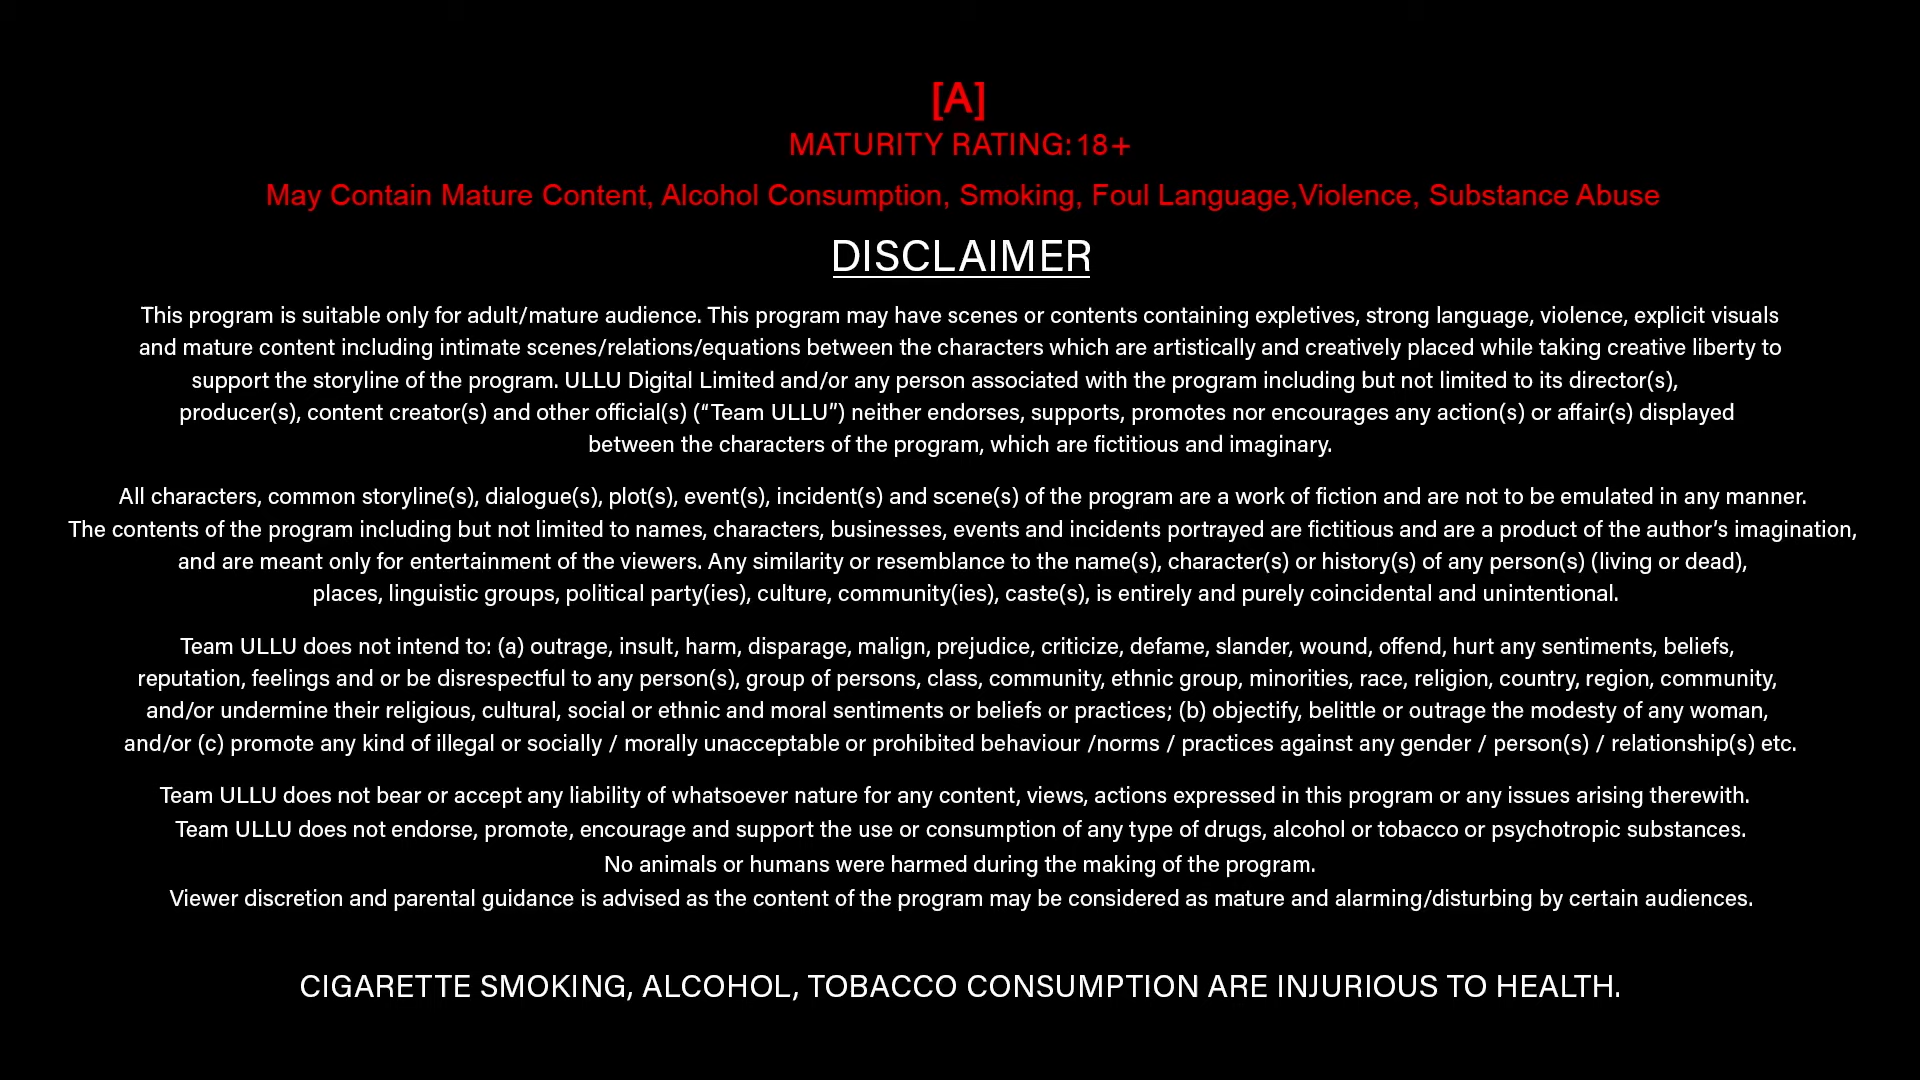 [A]
MATURITY RATING:18+
May Contain Mature Content, Alcohol Consumption, Smoking, Foul Language,Violence, Substance Abuse
DISCLAIMER
This program is suitable only for adult/mature audience. This program may have scenes or contents containing expletives, strong language, violence, explicit visuals
and mature content including intimate scenes/relations/equations between the characters which are artistically and creatively placed while taking creative liberty to
support the storyline of the program. ULLU Digital Limited and/or any person associated with the program including but not limited to its director(s),
producer(s), content creator(s) and other official(s) (“Team ULLU”) neither endorses, supports, promotes nor encourages any action(s) or affair(s) displayed
between the characters of the program, which are fictitious and imaginary.
All characters, common storyline(s), dialogue(s), plot(s), event(s), incident(s) and scene(s) of the program are a work of fiction and are not to be emulated in any manner.
The contents of the program including but not limited to names, characters, businesses, events and incidents portrayed are fictitious and are a product of the author’s imagination,
and are meant only for entertainment of the viewers. Any similarity or resemblance to the name(s), character(s) or history(s) of any person(s) (living or dead),
places, linguistic groups, political party(ies), culture, community(ies), caste(s), is entirely and purely coincidental and unintentional.
Team ULLU does not intend to: (a) outrage, insult, harm, disparage, malign, prejudice, criticize, defame, slander, wound, offend, hurt any sentiments, beliefs,
reputation, feelings and or be disrespectful to any person(s), group of persons, class, community, ethnic group, minorities, race, religion, country, region, community,
and/or undermine their religious, cultural, social or ethnic and moral sentiments or beliefs or practices; (b) objectify, belittle or outrage the modesty of any woman,
and/or (c) promote any kind of illegal or socially / morally unacceptable or prohibited behaviour /norms / practices against any gender / person(s) / relationship(s) etc.
Team ULLU does not bear or accept any liability of whatsoever nature for any content, views, actions expressed in this program or any issues arising therewith.
Team ULLU does not endorse, promote, encourage and support the use or consumption of any type of drugs, alcohol or tobacco or psychotropic substances.
No animals or humans were harmed during the making of the program.
Viewer discretion and parental guidance is advised as the content of the program may be considered as mature and alarming/disturbing by certain audiences.
CIGARETTE SMOKING, ALCOHOL, TOBACCO CONSUMPTION ARE INJURIOUS TO HEALTH.